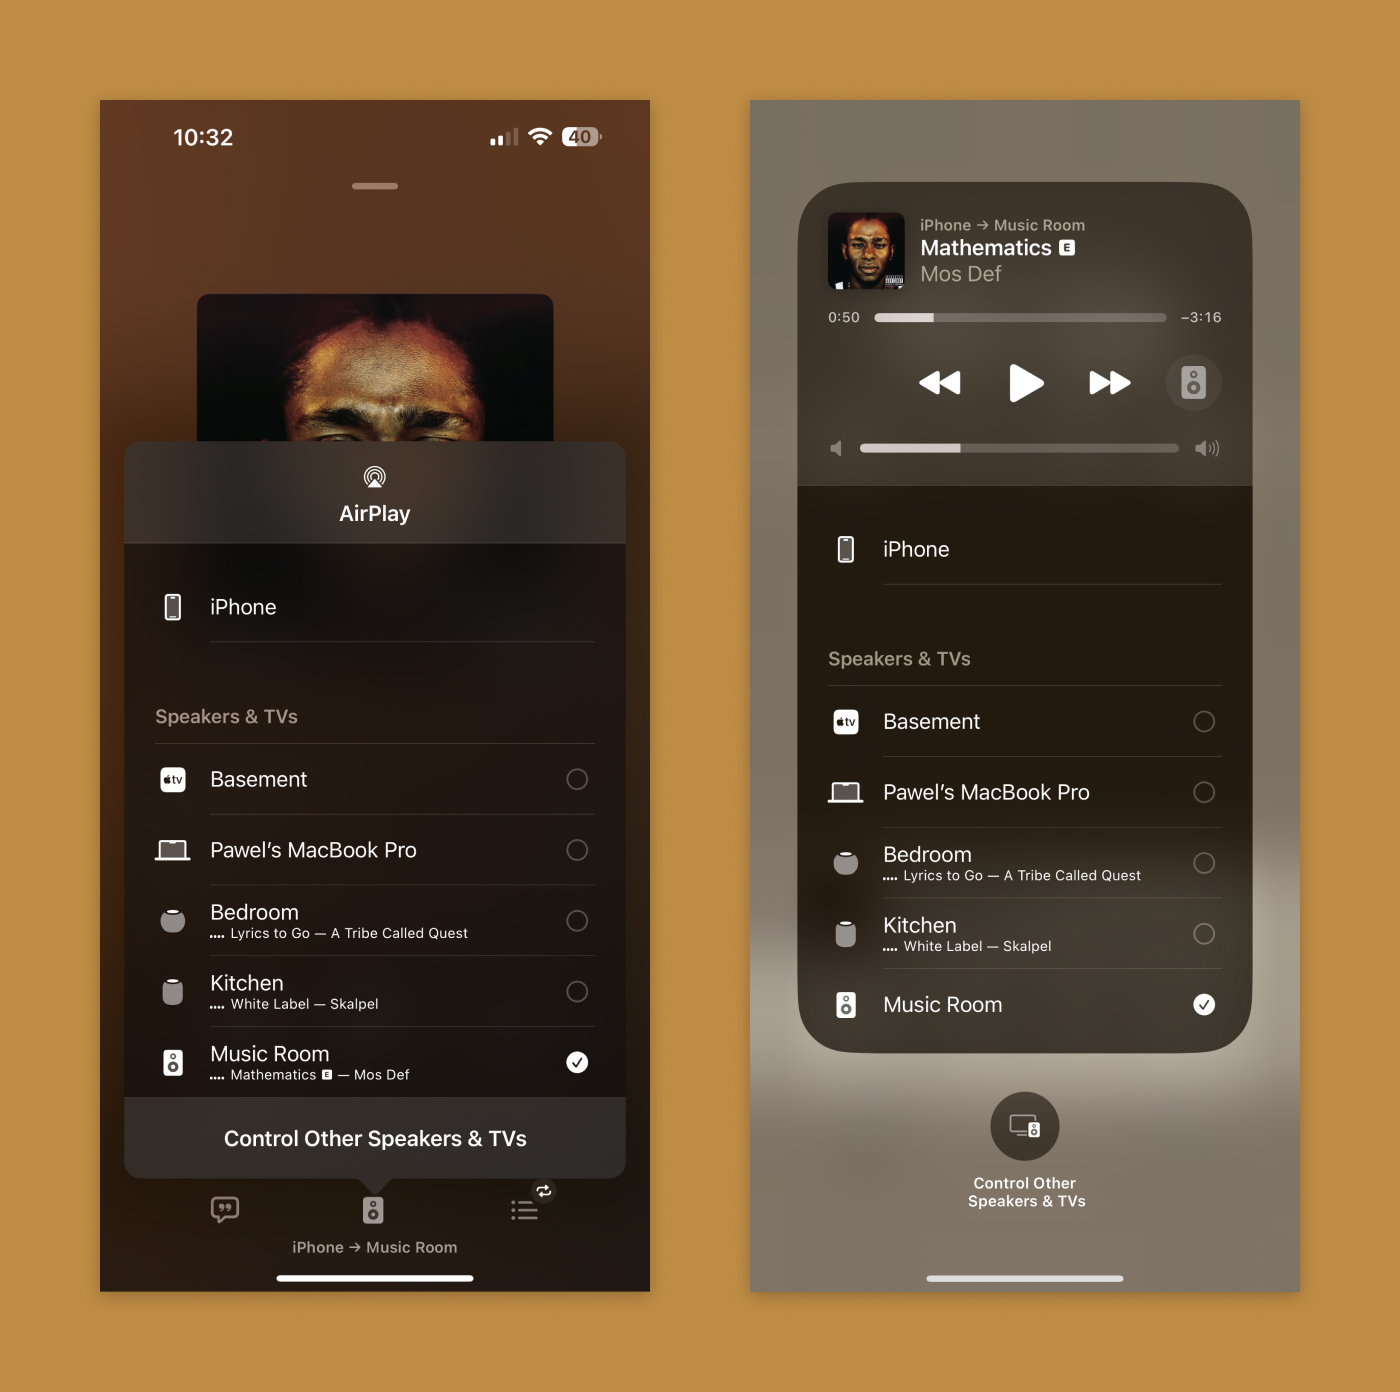 10:32
40
AirPlay
iPhone
Speakers & TVs
tv
Basement
Pawel’s MacBook Pro
Bedroom
Lyrics to Go — A Tribe Called Quest
Kitchen
White Label — Skalpel
Music Room
Mathematics E — Mos Def
Control Other Speakers & TVs
iPhone → Music Room
iPhone → Music Room
Mathematics E
Mos Def
0:50
–3:16
iPhone
Speakers & TVs
tv
Basement
Pawel’s MacBook Pro
Bedroom
Lyrics to Go — A Tribe Called Quest
Kitchen
White Label — Skalpel
Music Room
Control Other
Speakers & TVs